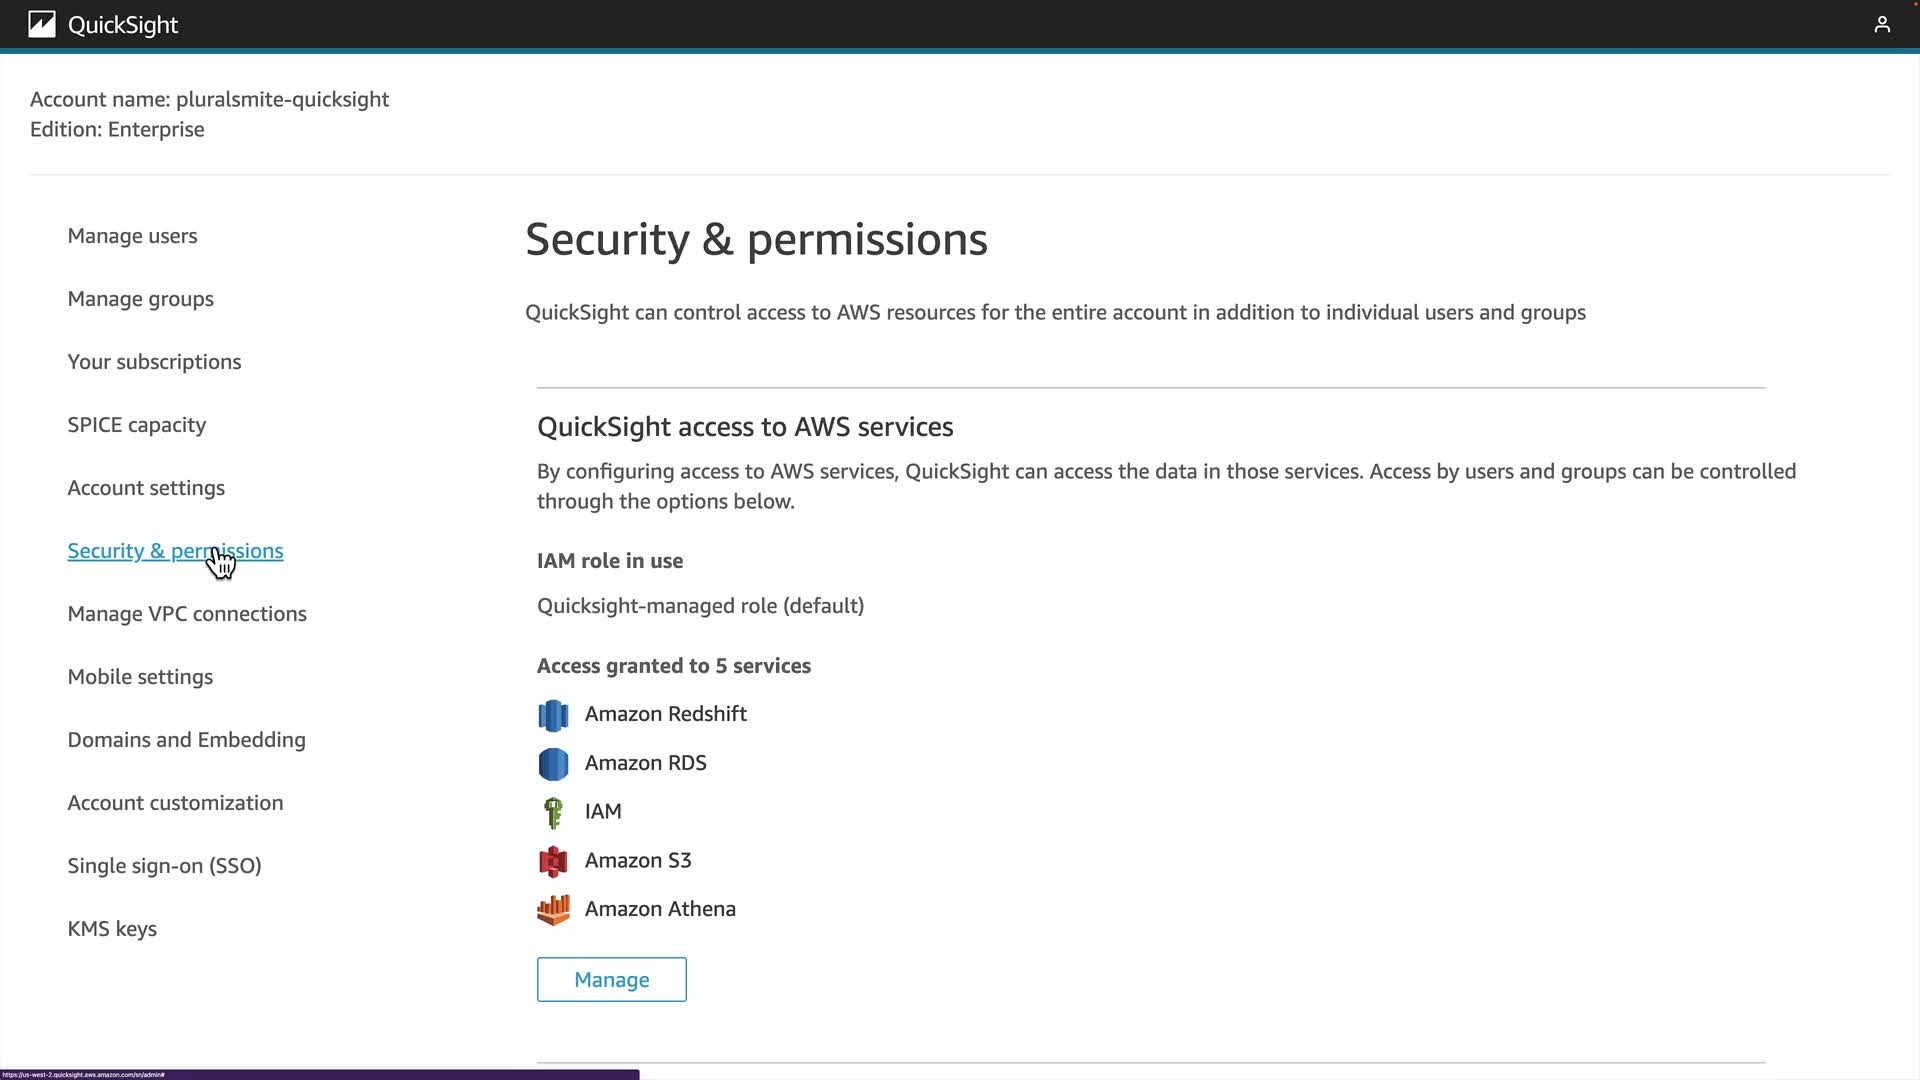 QuickSight
Account name: pluralsmite-quicksight
Edition: Enterprise
Manage users
Manage groups
Your subscriptions
SPICE capacity
Account settings
Security & permissions
Manage VPC connections
Mobile settings
Domains and Embedding
Account customization
Single sign-on (SSO)
KMS keys
Security & permissions
QuickSight can control access to AWS resources for the entire account in addition to individual users and groups
QuickSight access to AWS services
By configuring access to AWS services, QuickSight can access the data in those services. Access by users and groups can be controlled
through the options below.
IAM role in use
Quicksight-managed role (default)
Access granted to 5 services
Amazon Redshift
Amazon RDS
IAM
Amazon S3
Amazon Athena
Manage
https://us-west-2.quicksight.aws.amazon.com/sn/admin#